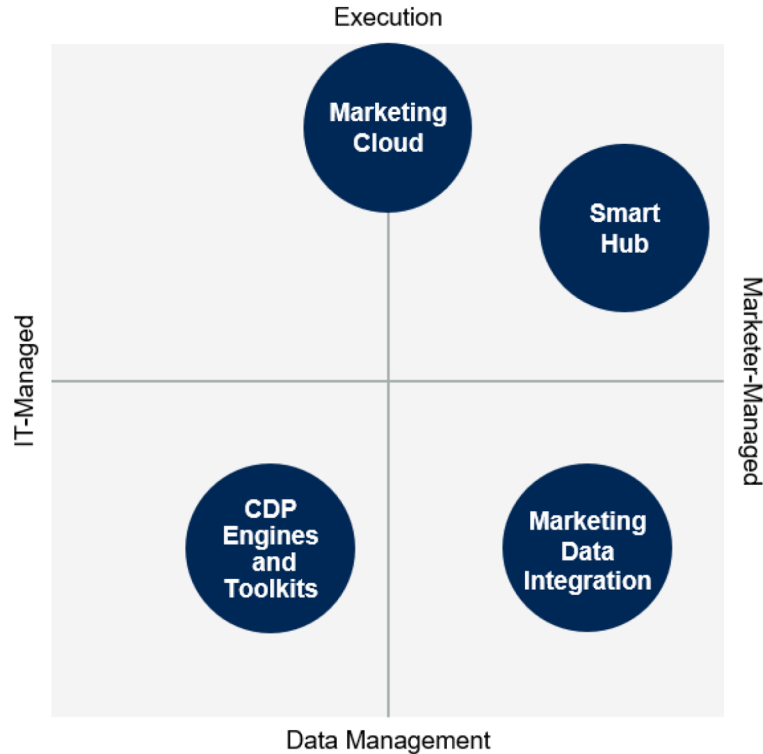 Execution
Marketing
Cloud
Smart
Hub
IT-Managed
Marketer-Managed
CDP
Engines
and
Toolkits
Marketing
Data
Integration
Data Management